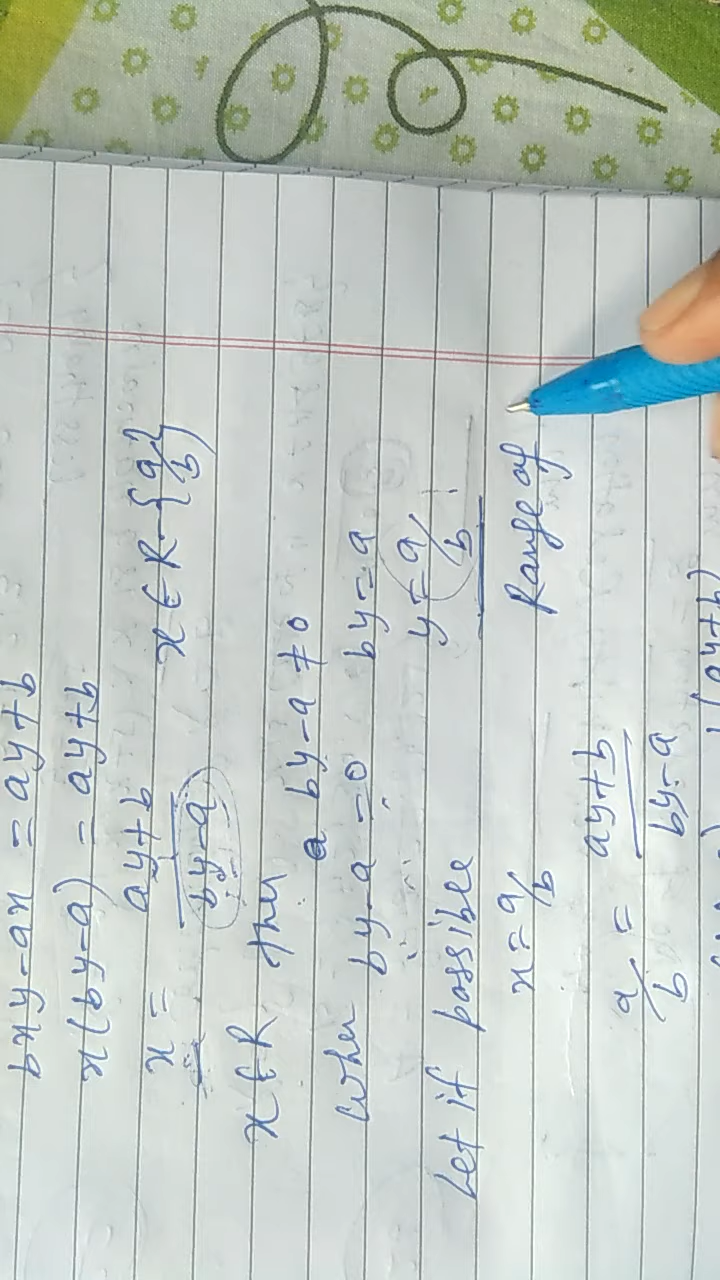 bxy-ax = ay+b
x(by-a) = ay+b
x = ay+b / by-a x ∈ R-{a/b}
x ∈ R then a by-a ≠ 0
when by-a = 0 by = a
y = a/b
Let if possible
x = a/b Range of
a/b = ay+b / by-a
(ay+b)